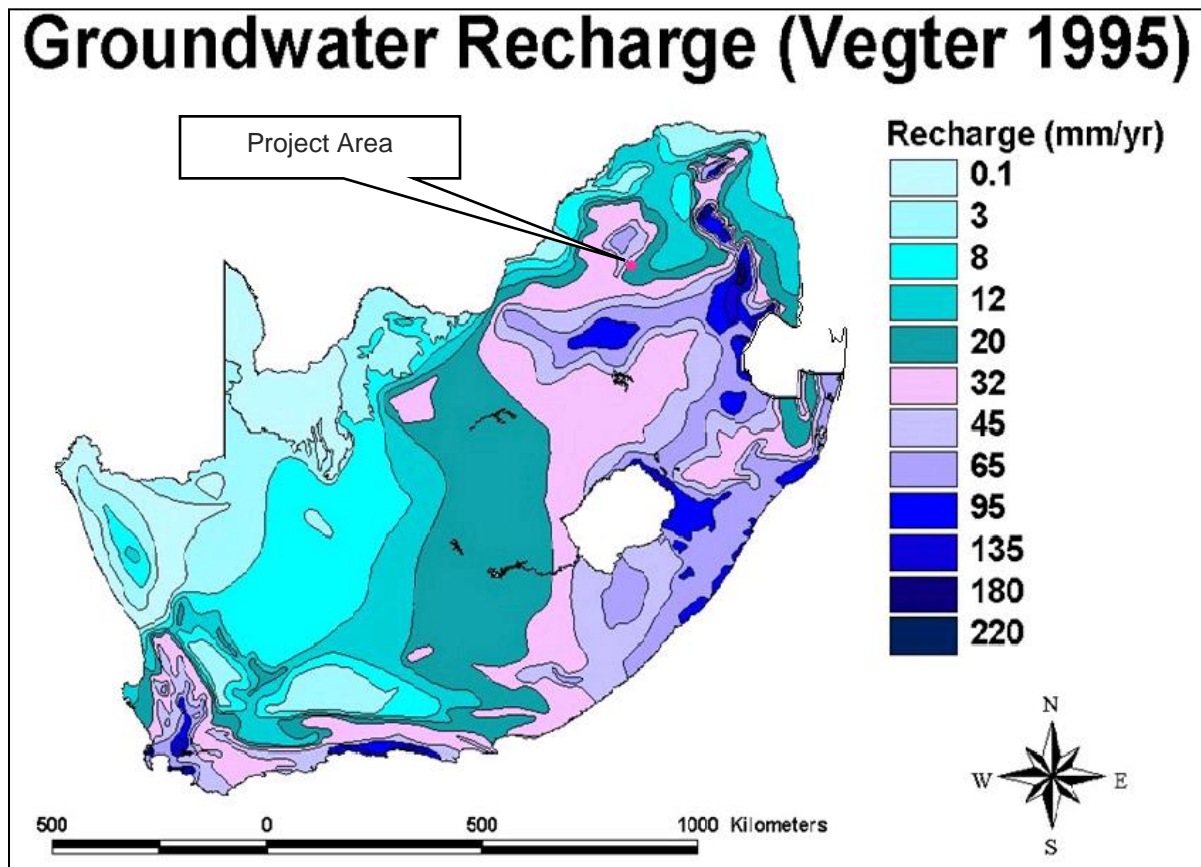 Groundwater Recharge (Vegter 1995)
Project Area
Recharge (mm/yr)
0.1
3
8
12
20
32
45
65
95
135
180
220
N
W E
S
500 0 500 1000 Kilometers